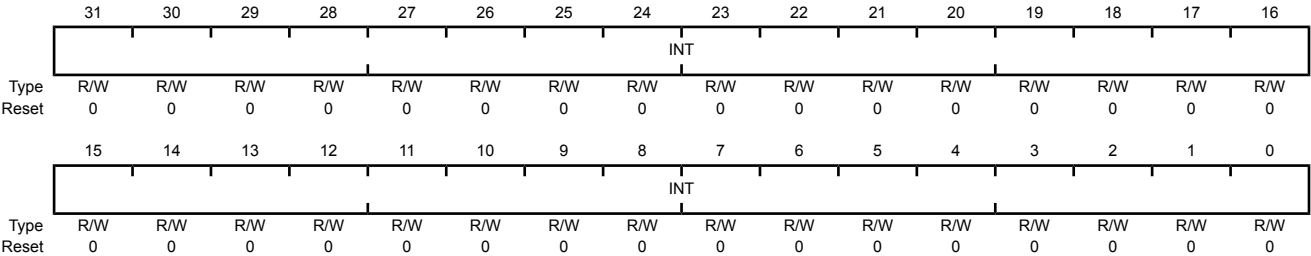 31 30 29 28 27 26 25 24 23 22 21 20 19 18 17 16
INT
Type R/W R/W R/W R/W R/W R/W R/W R/W R/W R/W R/W R/W R/W R/W R/W R/W
Reset 0 0 0 0 0 0 0 0 0 0 0 0 0 0 0 0
15 14 13 12 11 10 9 8 7 6 5 4 3 2 1 0
INT
Type R/W R/W R/W R/W R/W R/W R/W R/W R/W R/W R/W R/W R/W R/W R/W R/W
Reset 0 0 0 0 0 0 0 0 0 0 0 0 0 0 0 0